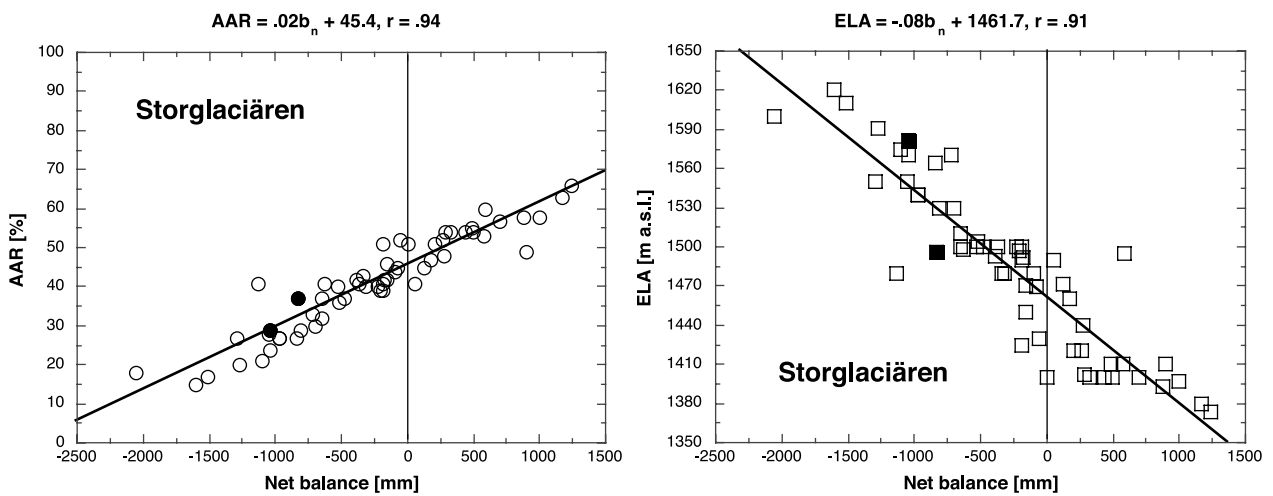 AAR = .02bn + 45.4, r = .94
100
90
80
70
60
50
40
30
20
10
0
AAR [%]
Storglaciären
-2500 -2000 -1500 -1000 -500 0 500 1000 1500
Net balance [mm]
ELA = -.08bn + 1461.7, r = .91
1650
1620
1590
1560
1530
1500
1470
1440
1410
1380
1350
ELA [m a.s.l.]
Storglaciären
-2500 -2000 -1500 -1000 -500 0 500 1000 1500
Net balance [mm]